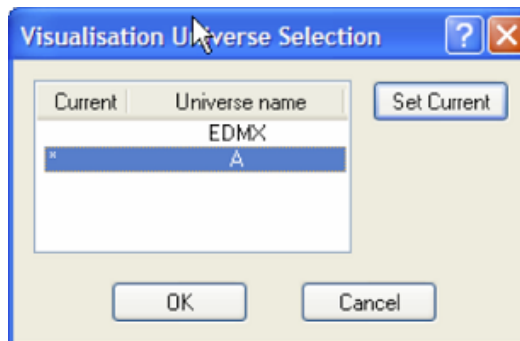 Visualisation Universe Selection
Current Universe name Set Current
EDMX
* A
OK Cancel